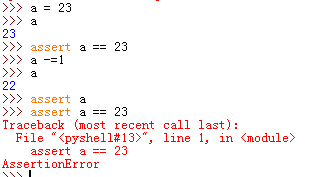 >>> a = 23
>>> a
23
>>> assert a == 23
>>> a -=1
>>> a
22
>>> assert a
>>> assert a == 23
Traceback (most recent call last):
  File "<pyshell#13>", line 1, in <module>
    assert a == 23
AssertionError
>>>